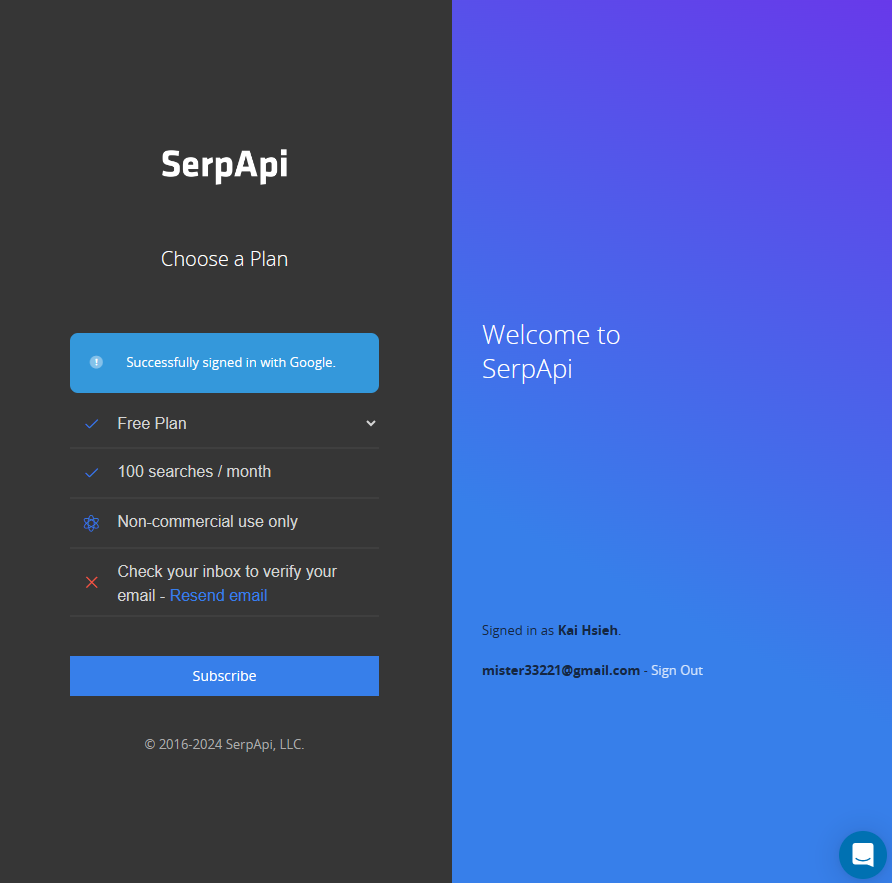 SerpApi
Choose a Plan
Successfully signed in with Google.
Free Plan
100 searches / month
Non-commercial use only
Check your inbox to verify your
email - Resend email
Subscribe
© 2016-2024 SerpApi, LLC.
Welcome to
SerpApi
Signed in as Kai Hsieh.
mister33221@gmail.com - Sign Out